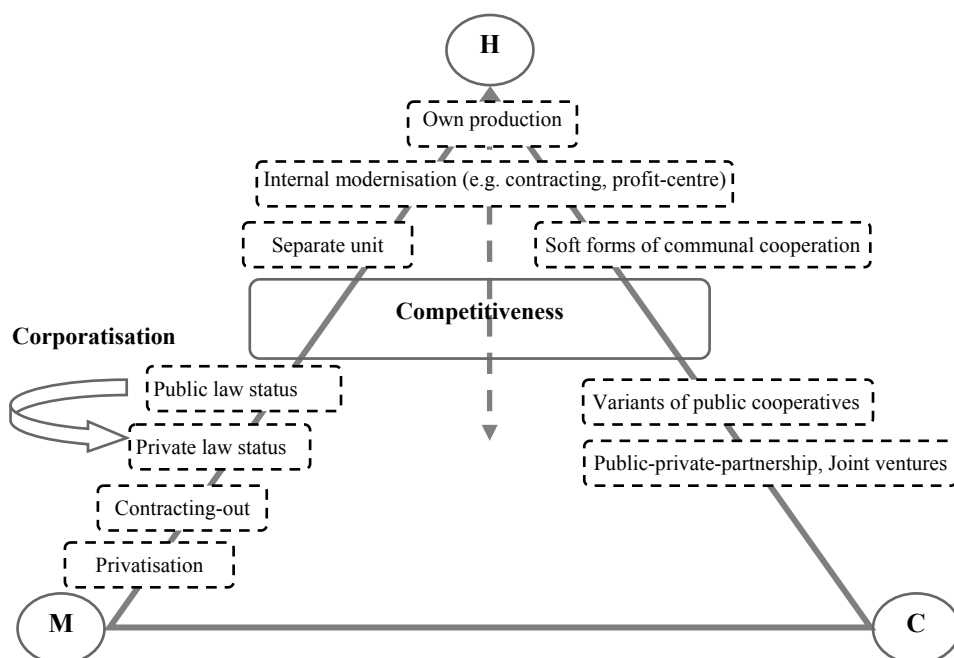 H
Own production
Internal modernisation (e.g. contracting, profit-centre)
Separate unit
Soft forms of communal cooperation
Competitiveness
Corporatisation
Public law status
Variants of public cooperatives
Private law status
Public-private-partnership, Joint ventures
Contracting-out
Privatisation
M
C